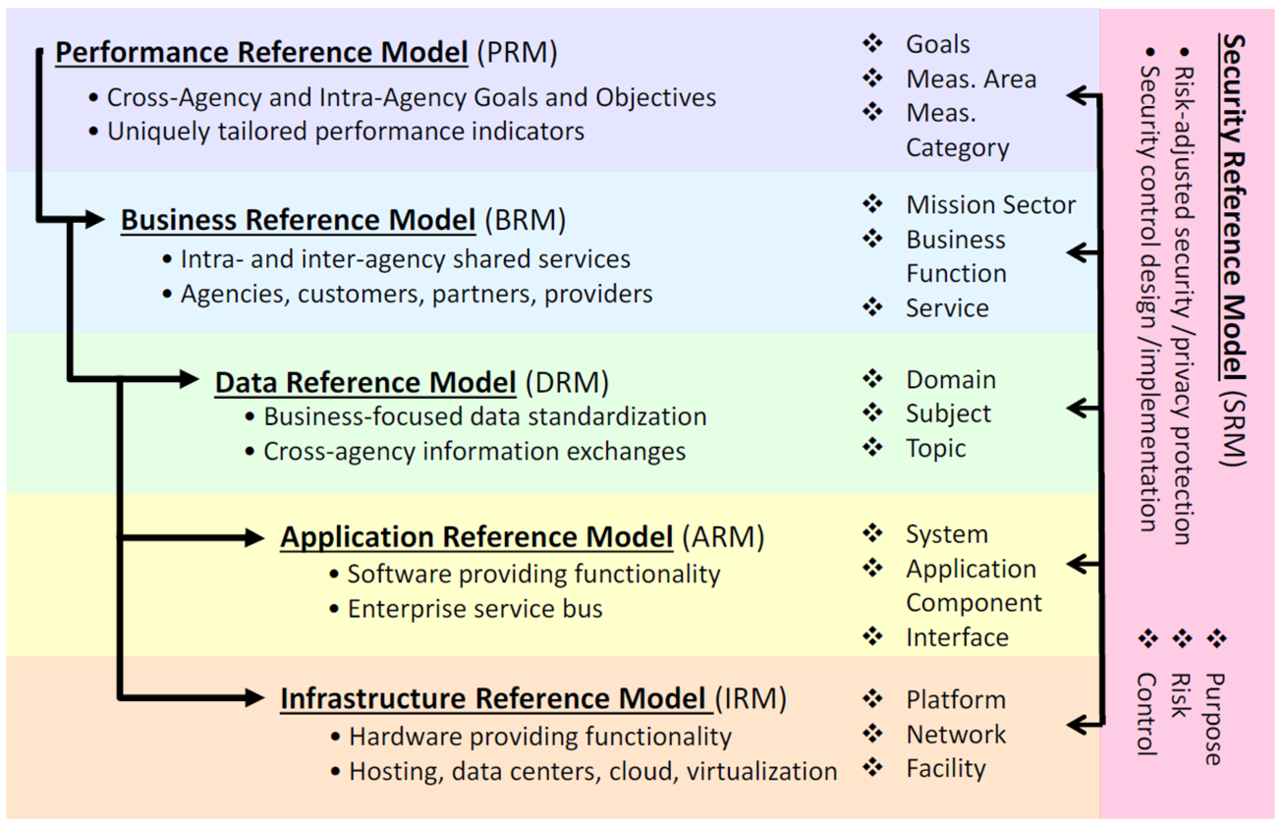 Performance Reference Model (PRM)
• Cross-Agency and Intra-Agency Goals and Objectives
• Uniquely tailored performance indicators
❖ Goals
❖ Meas. Area
❖ Meas.
Category
Business Reference Model (BRM)
• Intra- and inter-agency shared services
• Agencies, customers, partners, providers
❖ Mission Sector
❖ Business
Function
❖ Service
Data Reference Model (DRM)
• Business-focused data standardization
• Cross-agency information exchanges
❖ Domain
❖ Subject
❖ Topic
Application Reference Model (ARM)
• Software providing functionality
• Enterprise service bus
❖ System
❖ Application
Component
❖ Interface
Infrastructure Reference Model (IRM)
• Hardware providing functionality
• Hosting, data centers, cloud, virtualization
❖ Platform
❖ Network
❖ Facility
Security Reference Model (SRM)
• Risk-adjusted security /privacy protection
• Security control design /implementation
❖ Purpose
❖ Risk
❖ Control